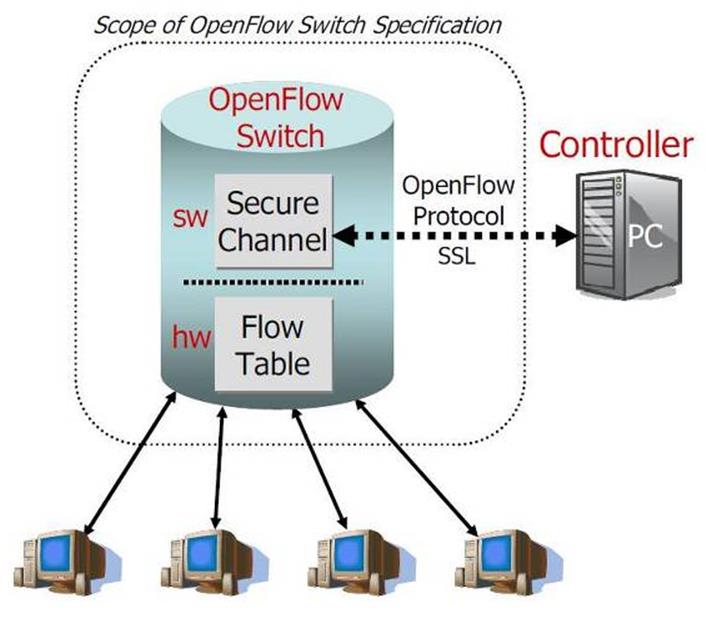 Scope of OpenFlow Switch Specification
OpenFlow
Switch
Controller
sw
Secure
Channel
OpenFlow
Protocol
SSL
PC
hw
Flow
Table